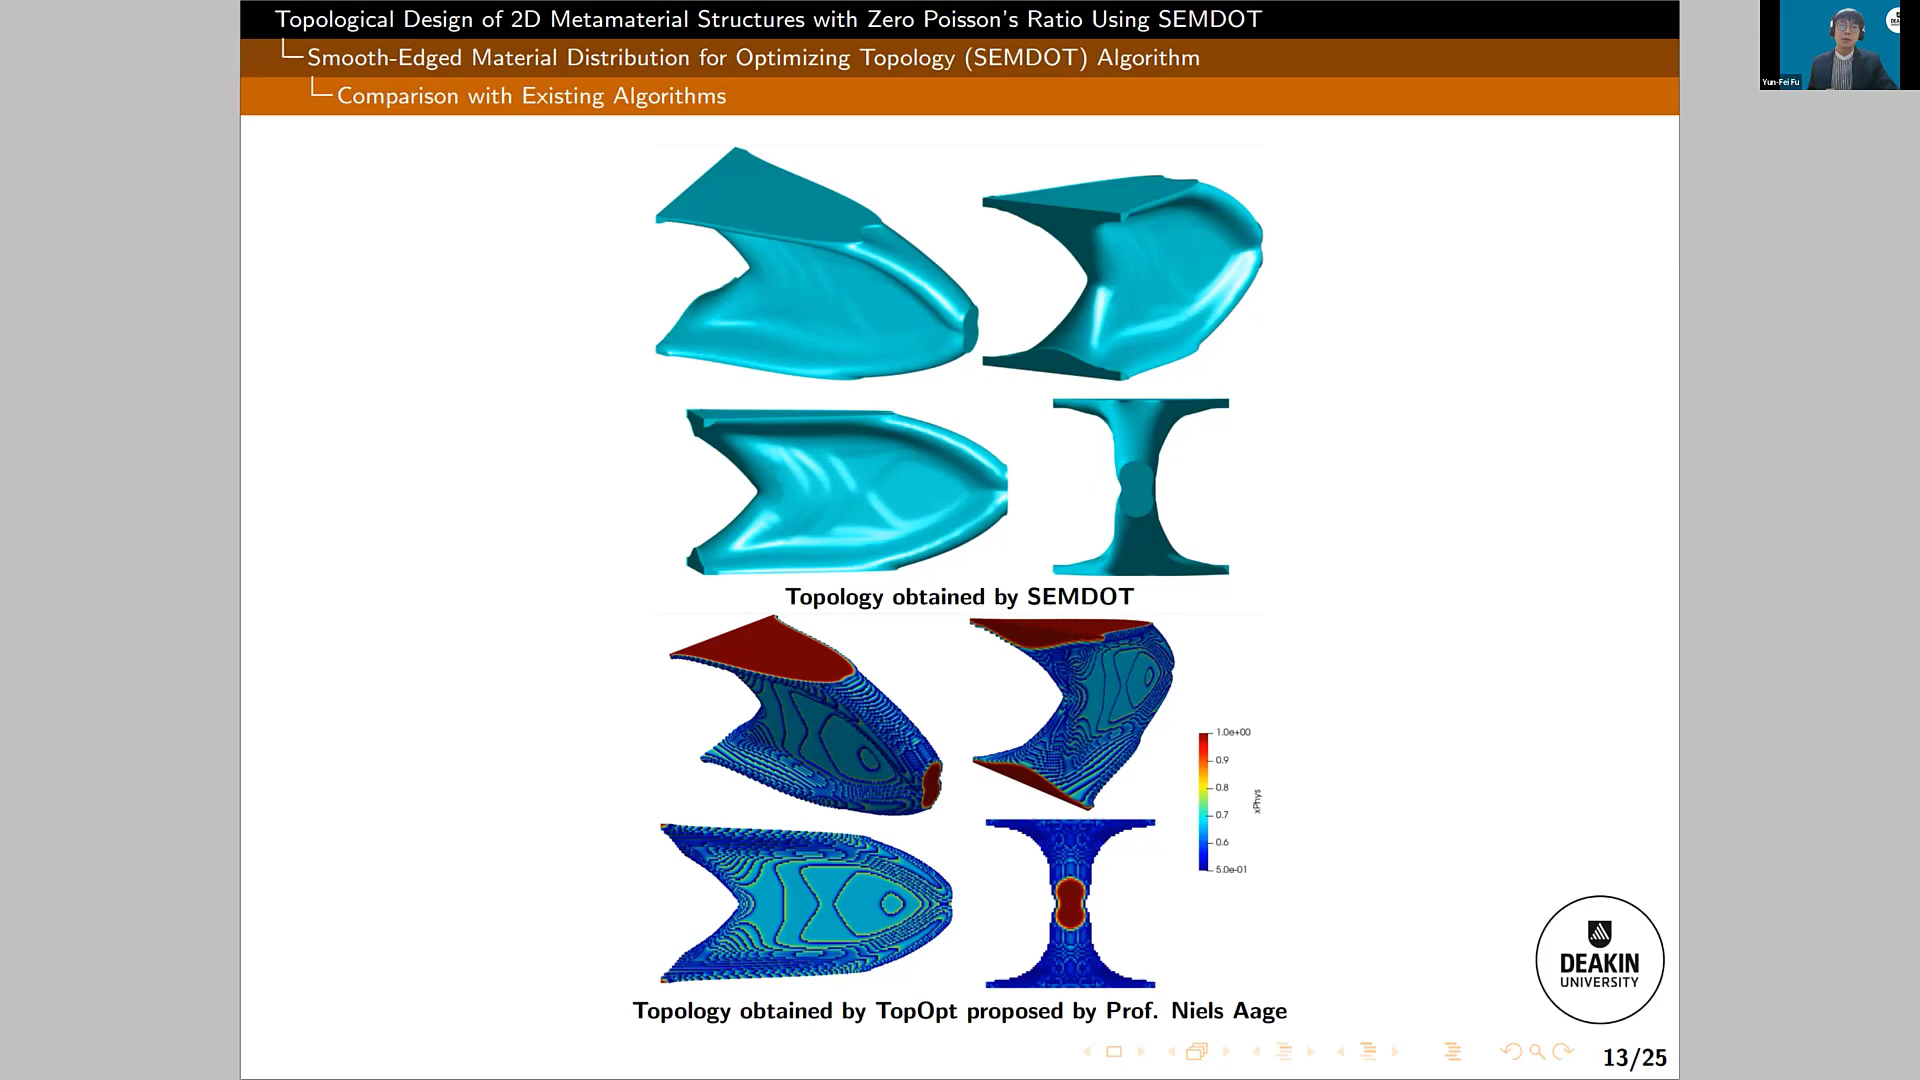 Topological Design of 2D Metamaterial Structures with Zero Poisson's Ratio Using SEMDOT
Smooth-Edged Material Distribution for Optimizing Topology (SEMDOT) Algorithm
Comparison with Existing Algorithms
Yun-Fei Fu
Topology obtained by SEMDOT
1.0e+00
0.9
0.8
0.7
0.6
5.0e-01
xPhys
Topology obtained by TopOpt proposed by Prof. Niels Aage
DEAKIN
UNIVERSITY
13/25